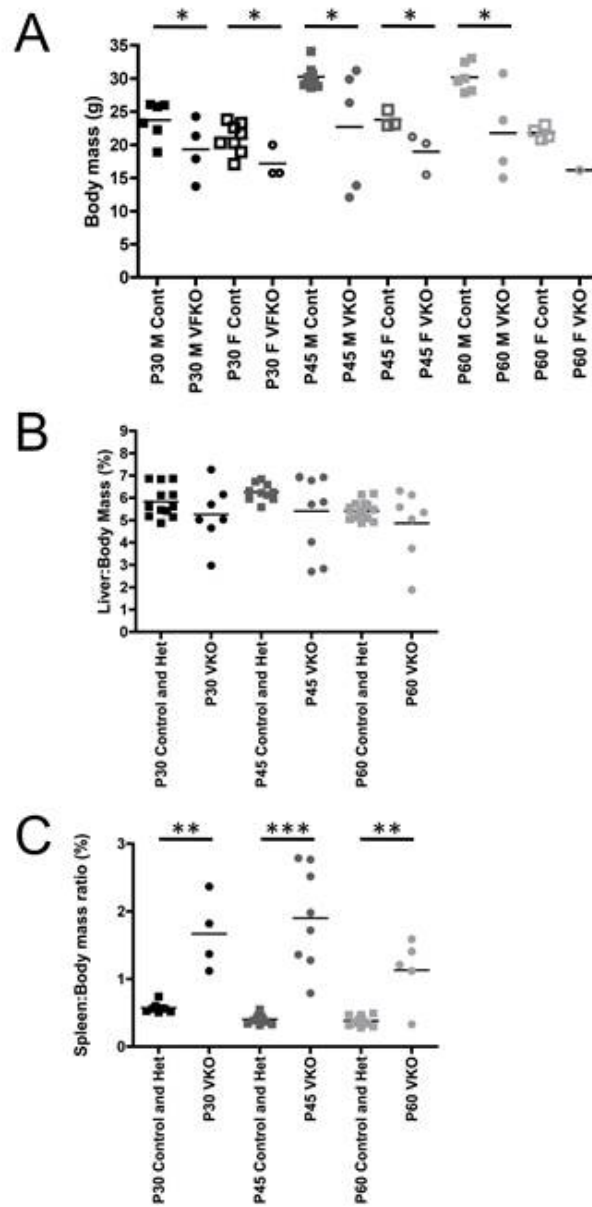 A
* * * * *
Body mass (g)
35
30
25
20
15
10
5
0
P30 M Cont
P30 M VFKO
P30 F Cont
P30 F VFKO
P45 M Cont
P45 M VKO
P45 F Cont
P45 F VKO
P60 M Cont
P60 M VKO
P60 F Cont
P60 F VKO
B
Liver:Body Mass (%)
9
8
7
6
5
4
3
2
1
0
P30 Control and Het
P30 VKO
P45 Control and Het
P45 VKO
P60 Control and Het
P60 VKO
C
** *** **
Spleen:Body mass ratio (%)
3
2
1
0
P30 Control and Het
P30 VKO
P45 Control and Het
P45 VKO
P60 Control and Het
P60 VKO